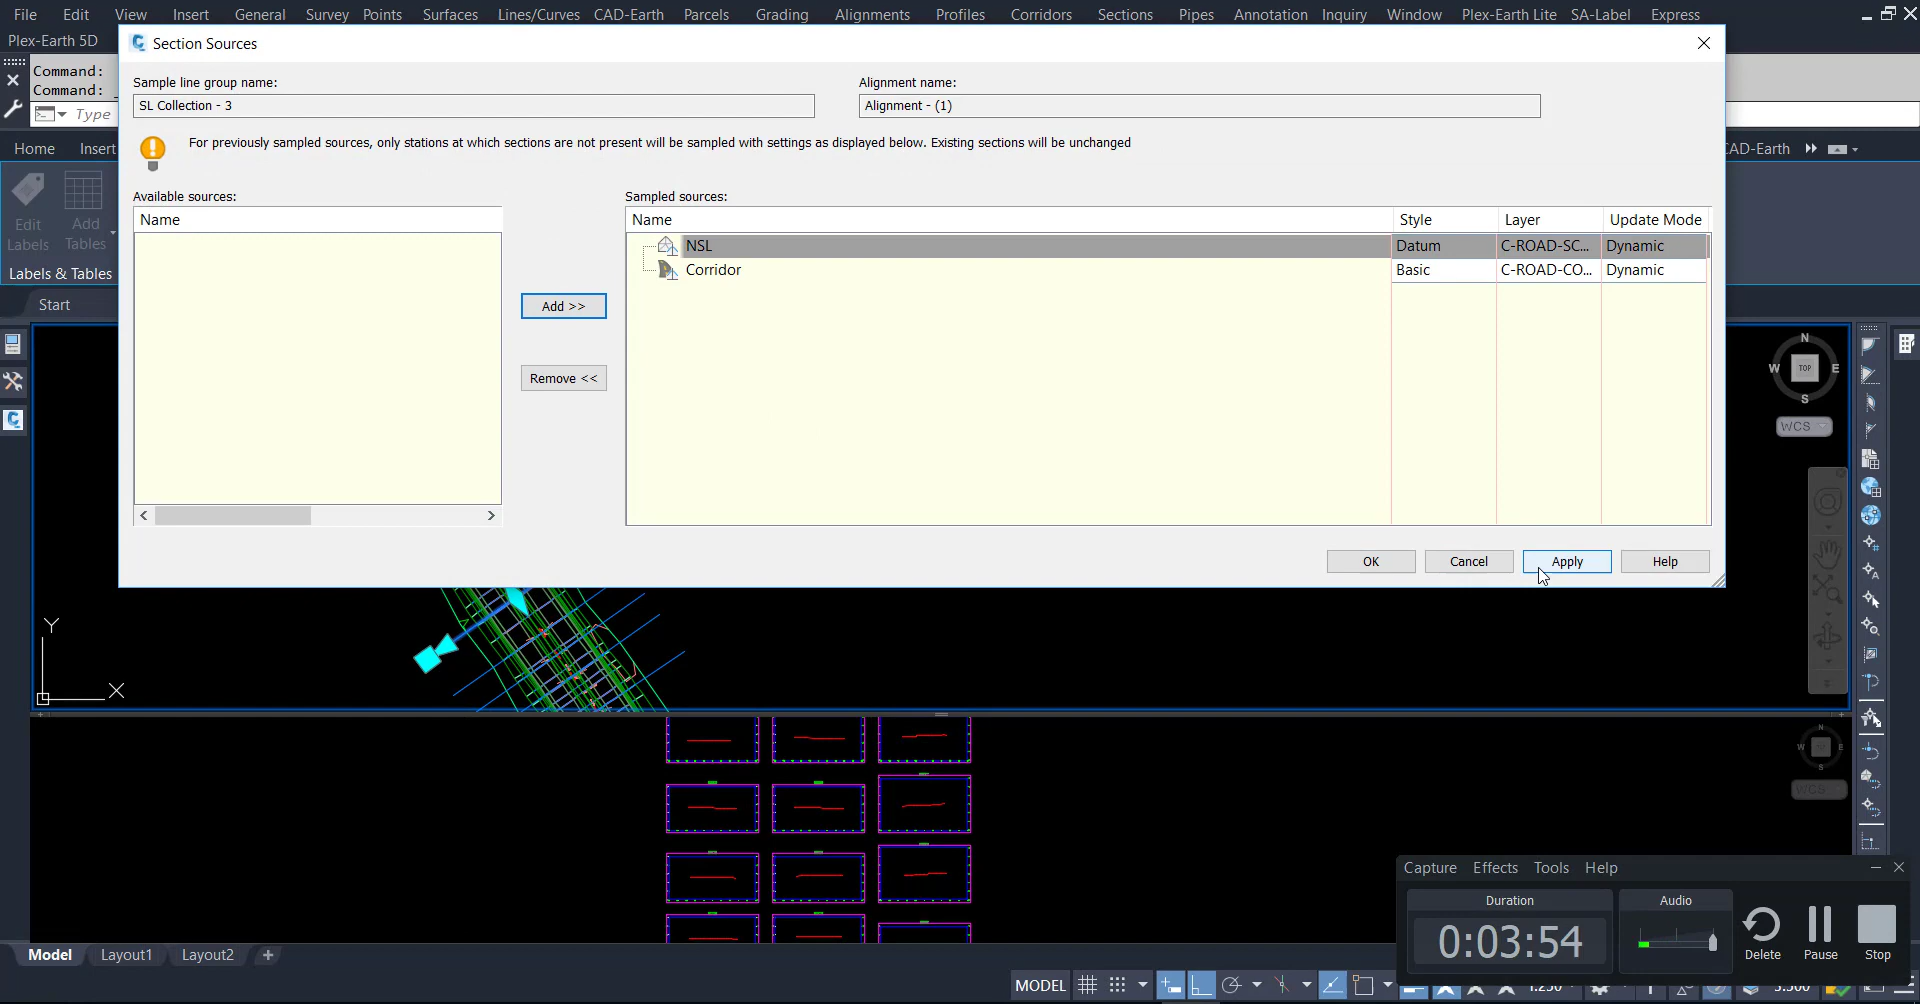 File Edit View Insert General Survey Points Surfaces Lines/Curves CAD-Earth Parcels Grading Alignments Profiles Corridors Sections Pipes Annotation Inquiry Window Plex-Earth Lite SA-Label Express
Plex-Earth 5D
Section Sources
Command:
Command:
Type
Sample line group name:
Alignment name:
SL Collection - 3
Alignment - (1)
For previously sampled sources, only stations at which sections are not present will be sampled with settings as displayed below. Existing sections will be unchanged
Home Insert
CAD-Earth
Available sources:
Sampled sources:
Name
Name Style Layer Update Mode
NSL Datum C-ROAD-SC... Dynamic
Corridor Basic C-ROAD-CO... Dynamic
Edit Labels
Add Tables
Labels & Tables
Start
Add >>
Remove <<
OK Cancel Apply Help
N
W TOP E
S
WCS
Y
X
N
W TOP E
S
WCS
Capture Effects Tools Help
Duration
Audio
0:03:54
Delete Pause Stop
Model Layout1 Layout2 +
MODEL